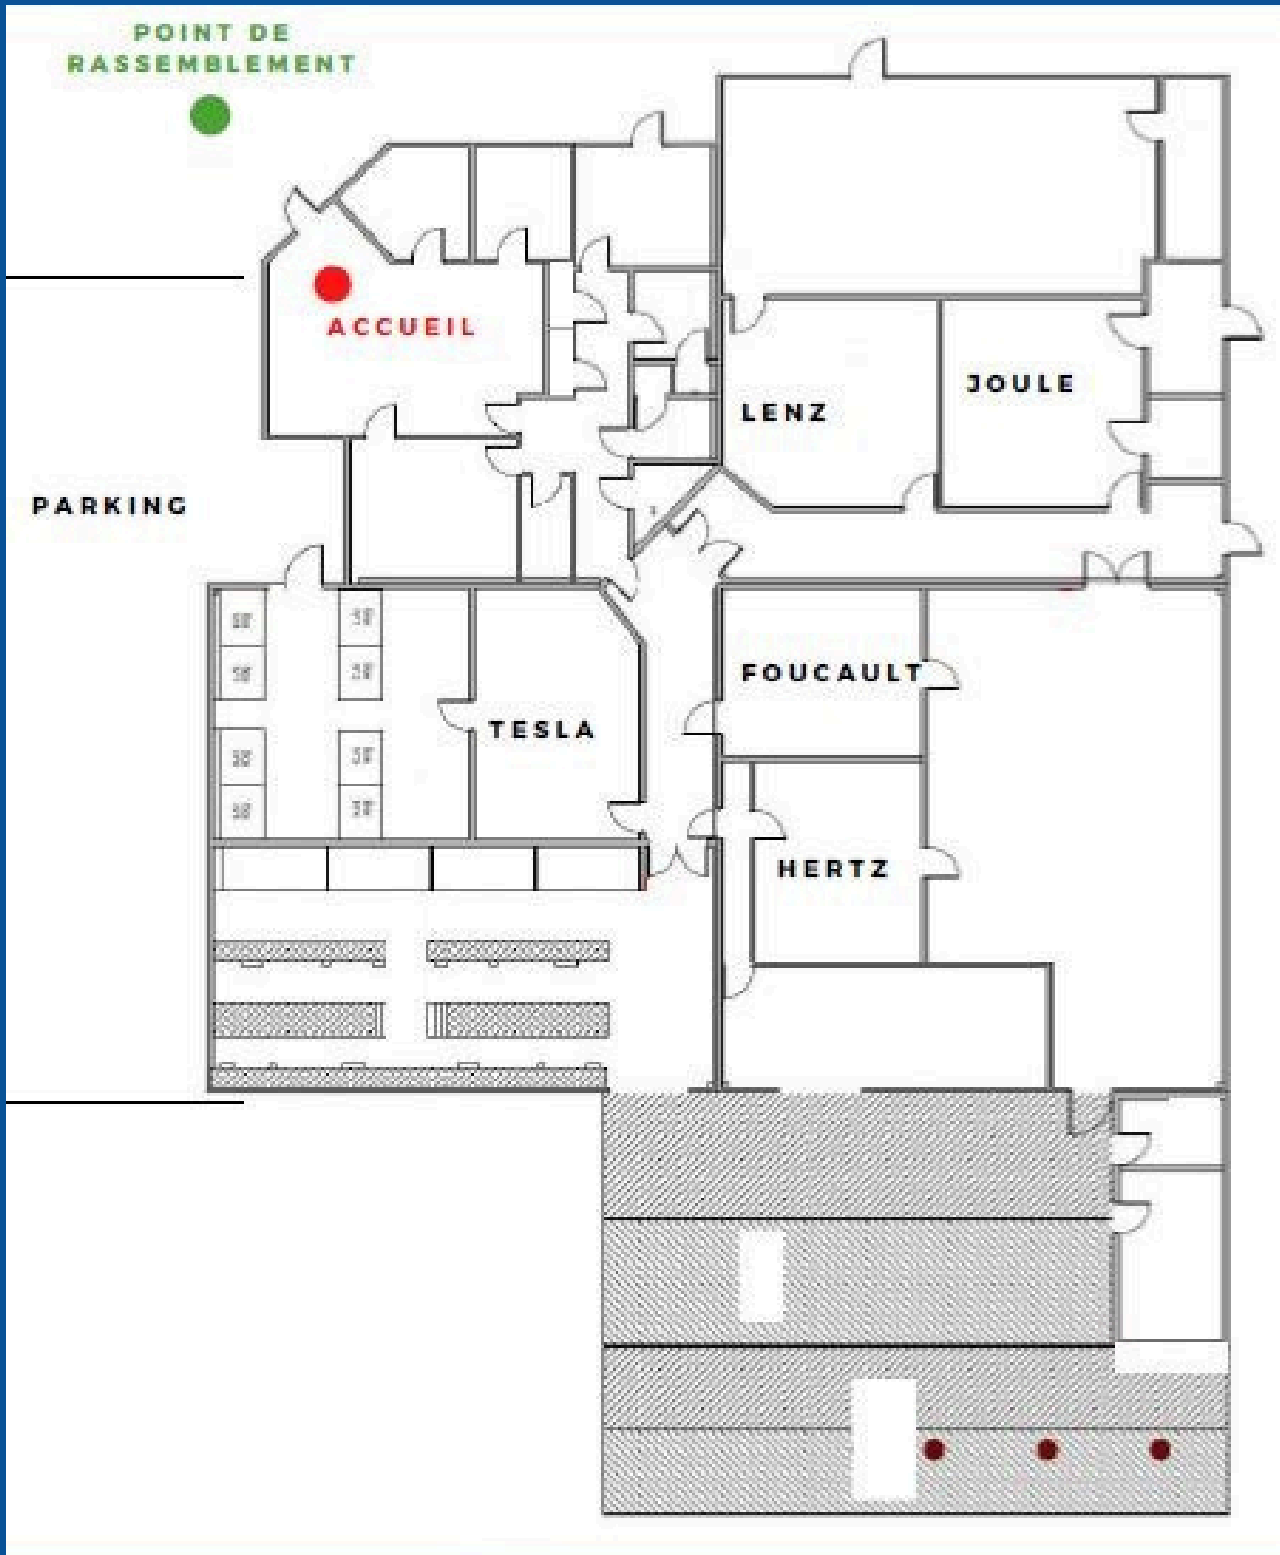 POINT DE
RASSEMBLEMENT
ACCUEIL
JOULE
LENZ
PARKING
FOUCAULT
TESLA
HERTZ